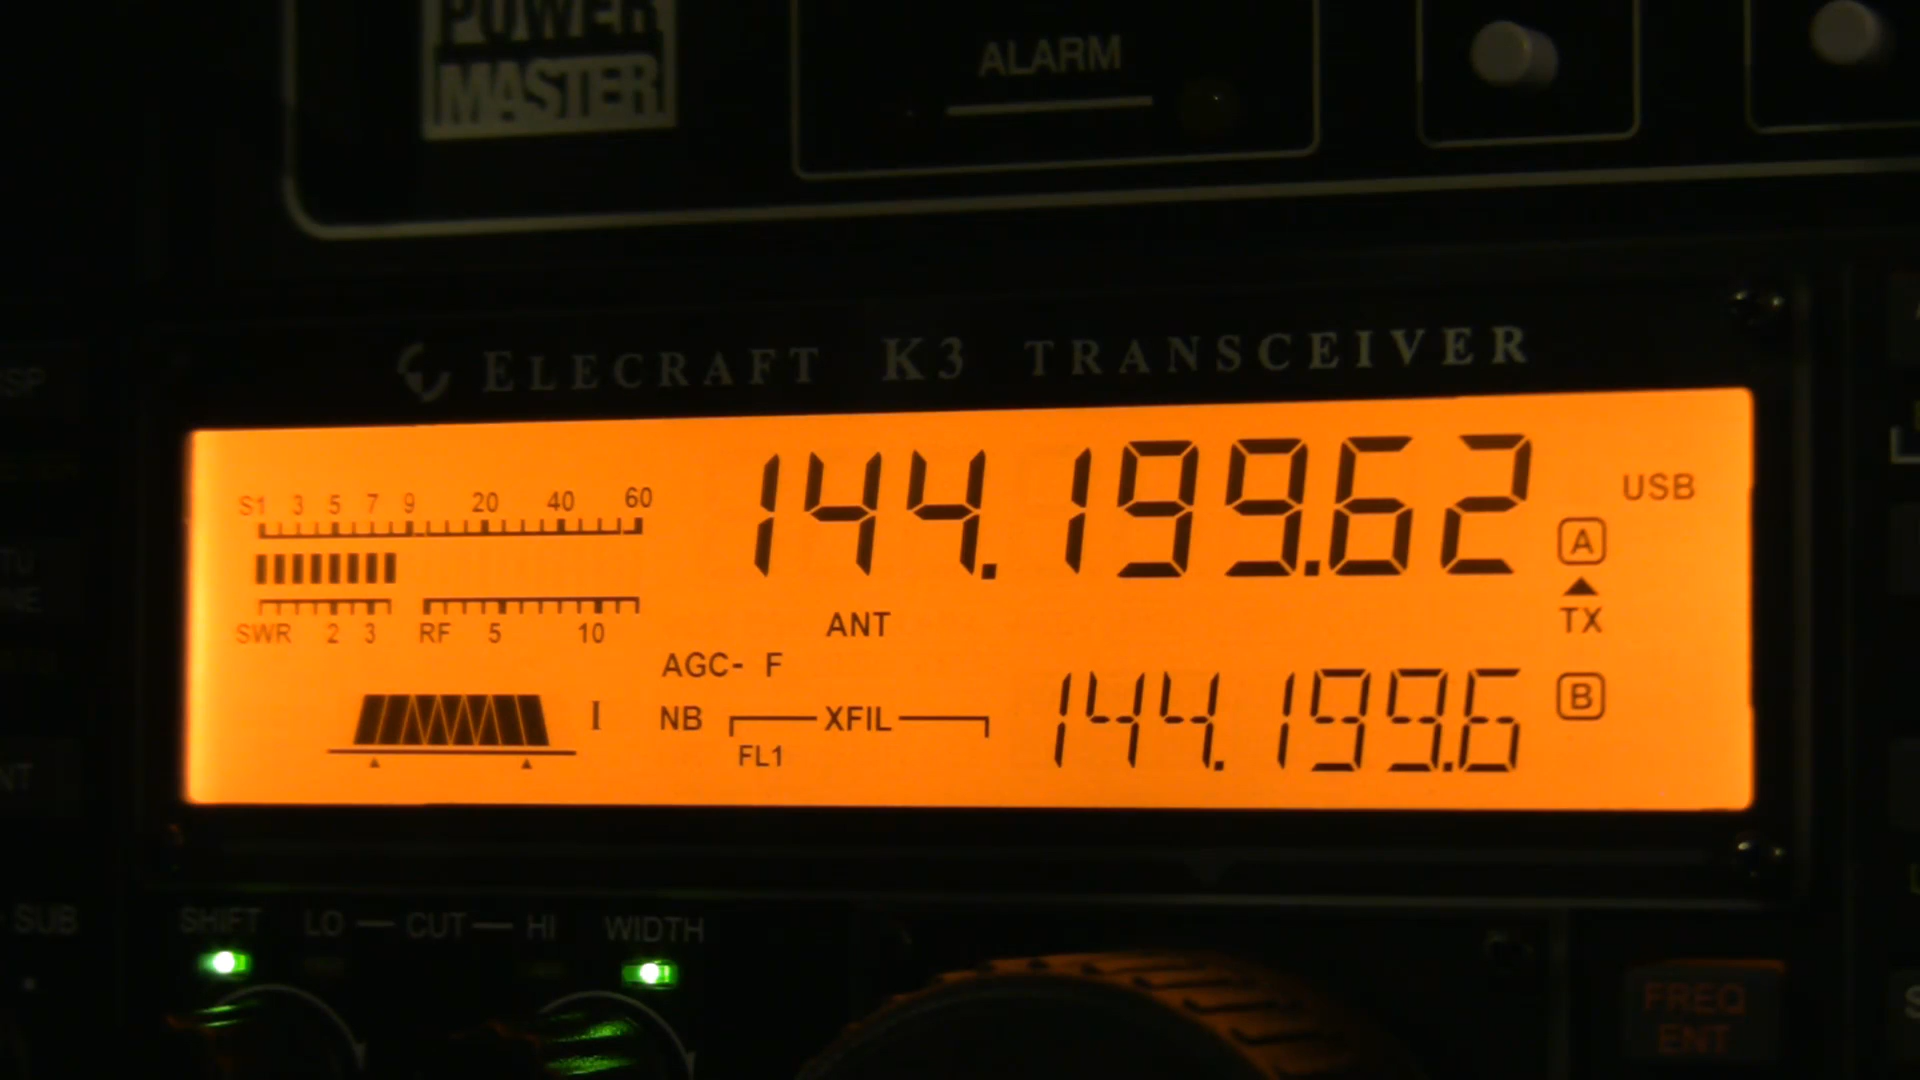 POWER
MASTER
ALARM
ELECRAFT K3 TRANSCEIVER
S1 3 5 7 9 20 40 60
144.199.62
USB
A
TX
SWR 2 3 RF 5 10
ANT
AGC- F
I
NB
XFIL
FL1
144.199.6
B
SUB
SHIFT
LO — CUT — HI
WIDTH
FREQ
ENT